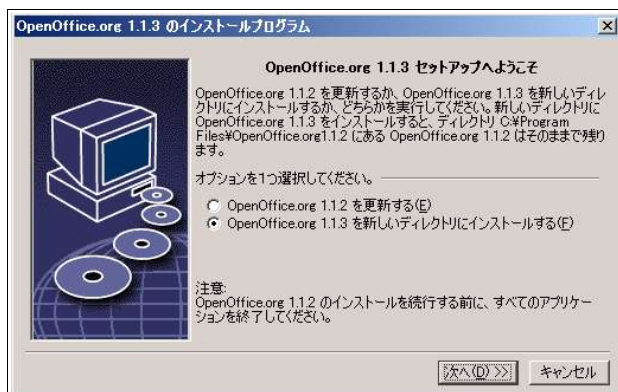 OpenOffice.org 1.1.3 のインストールプログラム
OpenOffice.org 1.1.3 セットアップへようこそ
OpenOffice.org 1.1.2 を更新するか、OpenOffice.org 1.1.3 を新しいディレ
クトリにインストールするか、どちらかを実行してください。新しいディレクトリに
OpenOffice.org 1.1.3 をインストールすると、ディレクトリ C:¥Program
Files¥OpenOffice.org1.1.2 にある OpenOffice.org 1.1.2 はそのままで残り
ます。
オプションを1つ選択してください。
OpenOffice.org 1.1.2 を更新する(E)
OpenOffice.org 1.1.3 を新しいディレクトリにインストールする(F)
注意:
OpenOffice.org 1.1.2 のインストールを続行する前に、すべてのアプリケー
ションを終了してください。
次へ(D) >>
キャンセル